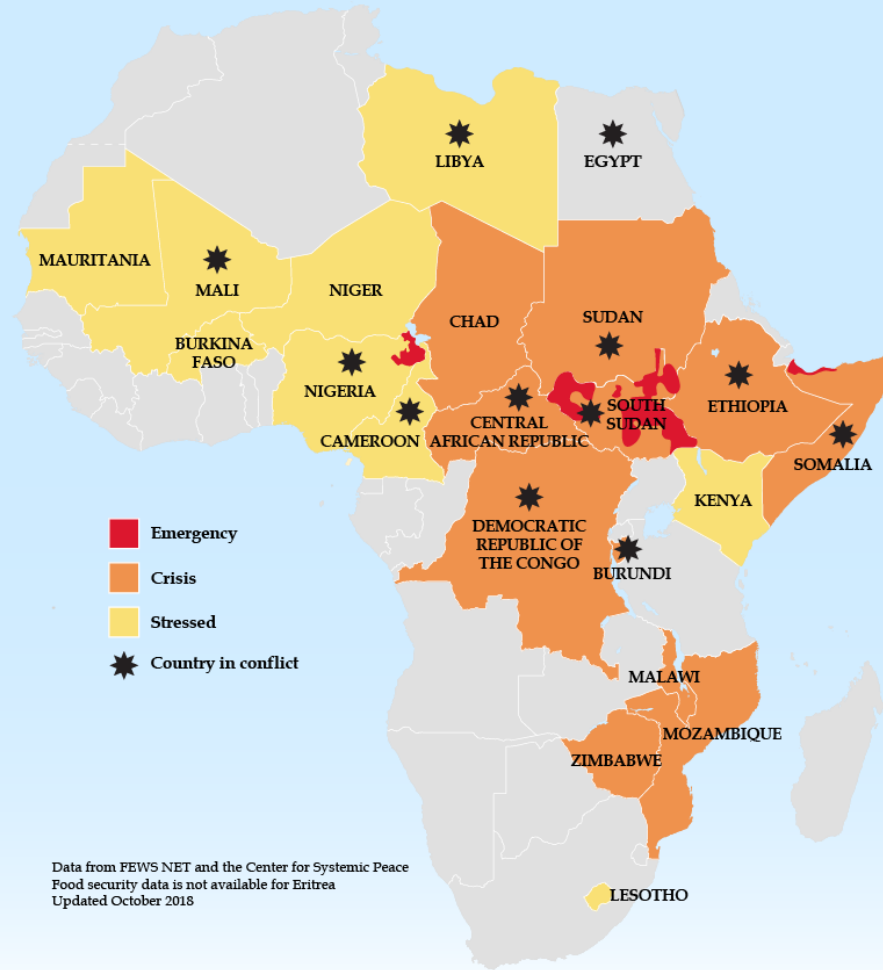 LIBYA
EGYPT
MAURITANIA
MALI
NIGER
CHAD
SUDAN
BURKINA
FASO
NIGERIA
CAMEROON
CENTRAL
AFRICAN REPUBLIC
SOUTH
SUDAN
ETHIOPIA
SOMALIA
KENYA
DEMOCRATIC
REPUBLIC OF
THE CONGO
BURUNDI
MALAWI
MOZAMBIQUE
ZIMBABWE
LESOTHO
Emergency
Crisis
Stressed
Country in conflict
Data from FEWS NET and the Center for Systemic Peace
Food security data is not available for Eritrea
Updated October 2018